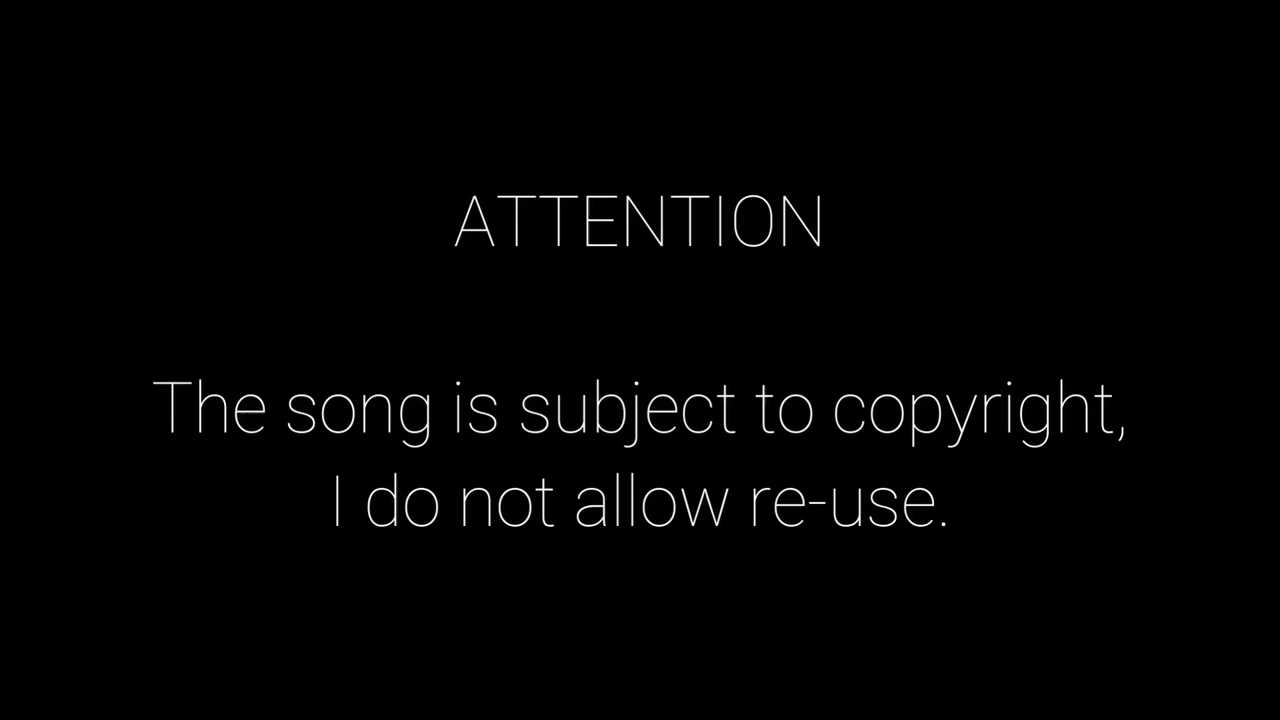 ATTENTION
The song is subject to copyright,
I do not allow re-use.